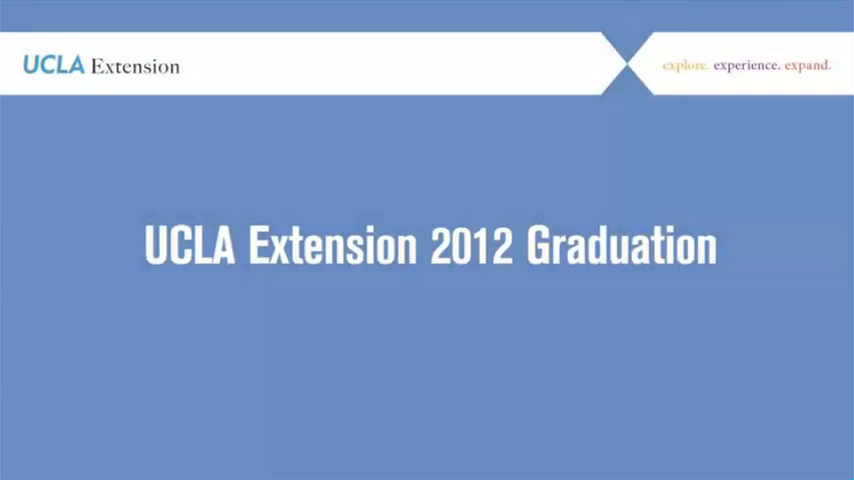 UCLA Extension
explore. experience. expand.
UCLA Extension 2012 Graduation